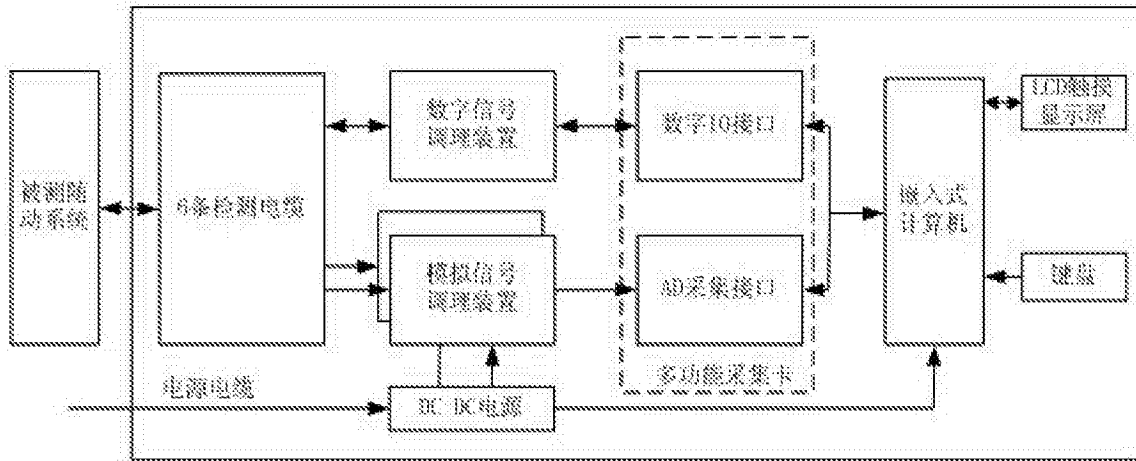 被测随
动系统
6条检测电缆
数字信号
调理装置
模拟信号
调理装置
数字IO接口
AD采集接口
多功能采集卡
嵌入式
计算机
LCD触摸
显示屏
键盘
电源电缆
DC DC电源